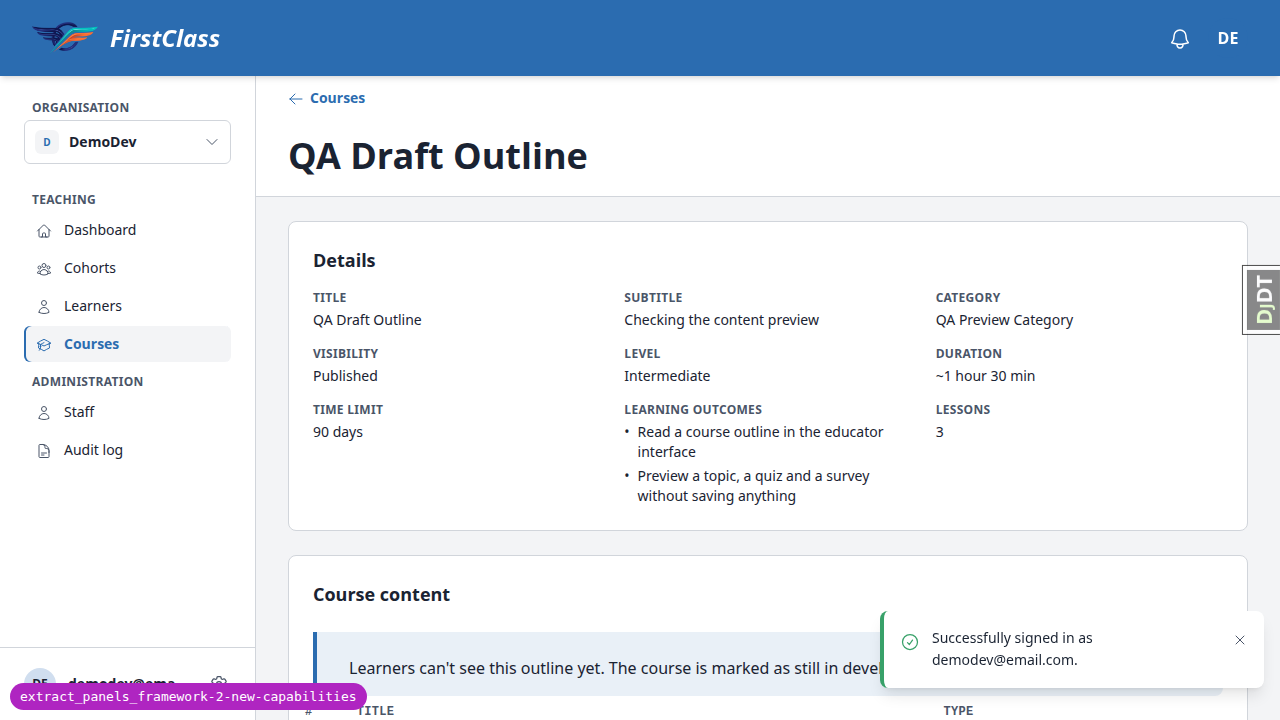 FirstClass
DE
ORGANISATION
D DemoDev
TEACHING
Dashboard
Cohorts
Learners
Courses
ADMINISTRATION
Staff
Audit log
extract_panels_framework-2-new-capabilities
Courses
QA Draft Outline
Details
TITLE
QA Draft Outline
SUBTITLE
Checking the content preview
CATEGORY
QA Preview Category
VISIBILITY
Published
LEVEL
Intermediate
DURATION
~1 hour 30 min
TIME LIMIT
90 days
LEARNING OUTCOMES
• Read a course outline in the educator
interface
• Preview a topic, a quiz and a survey
without saving anything
LESSONS
3
Course content
Learners can't see this outline yet. The course is marked as still in
# TITLE TYPE
Successfully signed in as
demodev@email.com.
DjDT